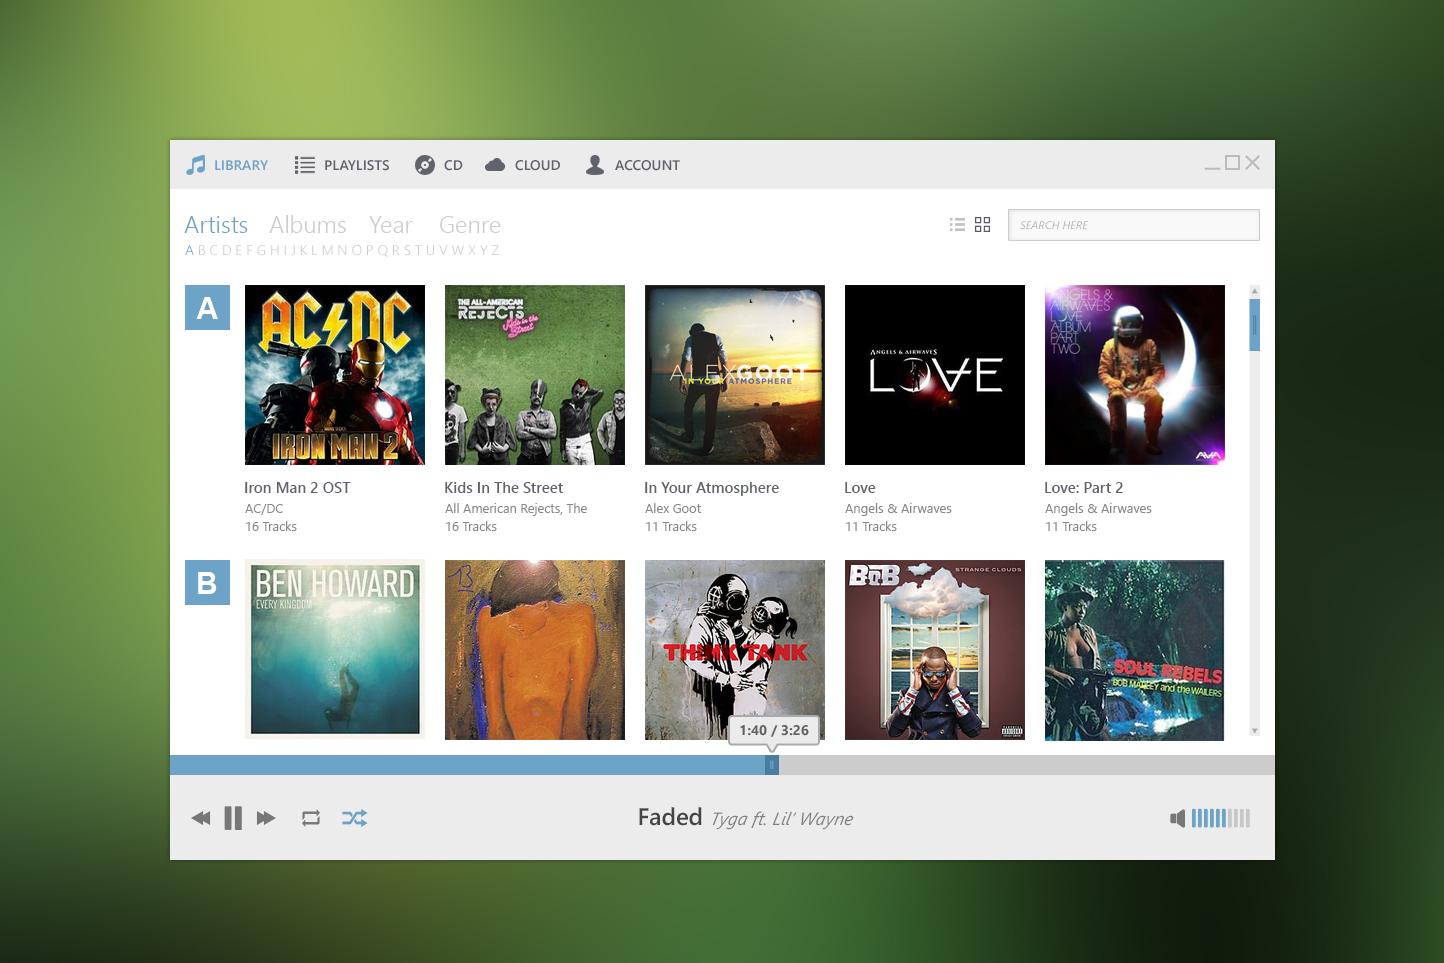 LIBRARY PLAYLISTS CD CLOUD ACCOUNT
Artists Albums Year Genre
SEARCH HERE
A B C D E F G H I J K L M N O P Q R S T U V W X Y Z
A
AC DC
IRON MAN 2
THE ALL-AMERICAN
REJECTS
Kids in the
Street
ALEX GOOT
IN YOUR ATMOSPHERE
ANGELS & AIRWAVES
LOVE
ANGELS &
AIRWAVES
LOVE
ALBUM
PART
TWO
AVA
Iron Man 2 OST
AC/DC
16 Tracks
Kids In The Street
All American Rejects, The
16 Tracks
In Your Atmosphere
Alex Goot
11 Tracks
Love
Angels & Airwaves
11 Tracks
Love: Part 2
Angels & Airwaves
11 Tracks
B
BEN HOWARD
EVERY KINGDOM
13
THINK TANK
B.o.B
STRANGE CLOUDS
SOUL REBELS
BOB MARLEY and the WAILERS
1:40 / 3:26
Faded Tyga ft. Lil' Wayne